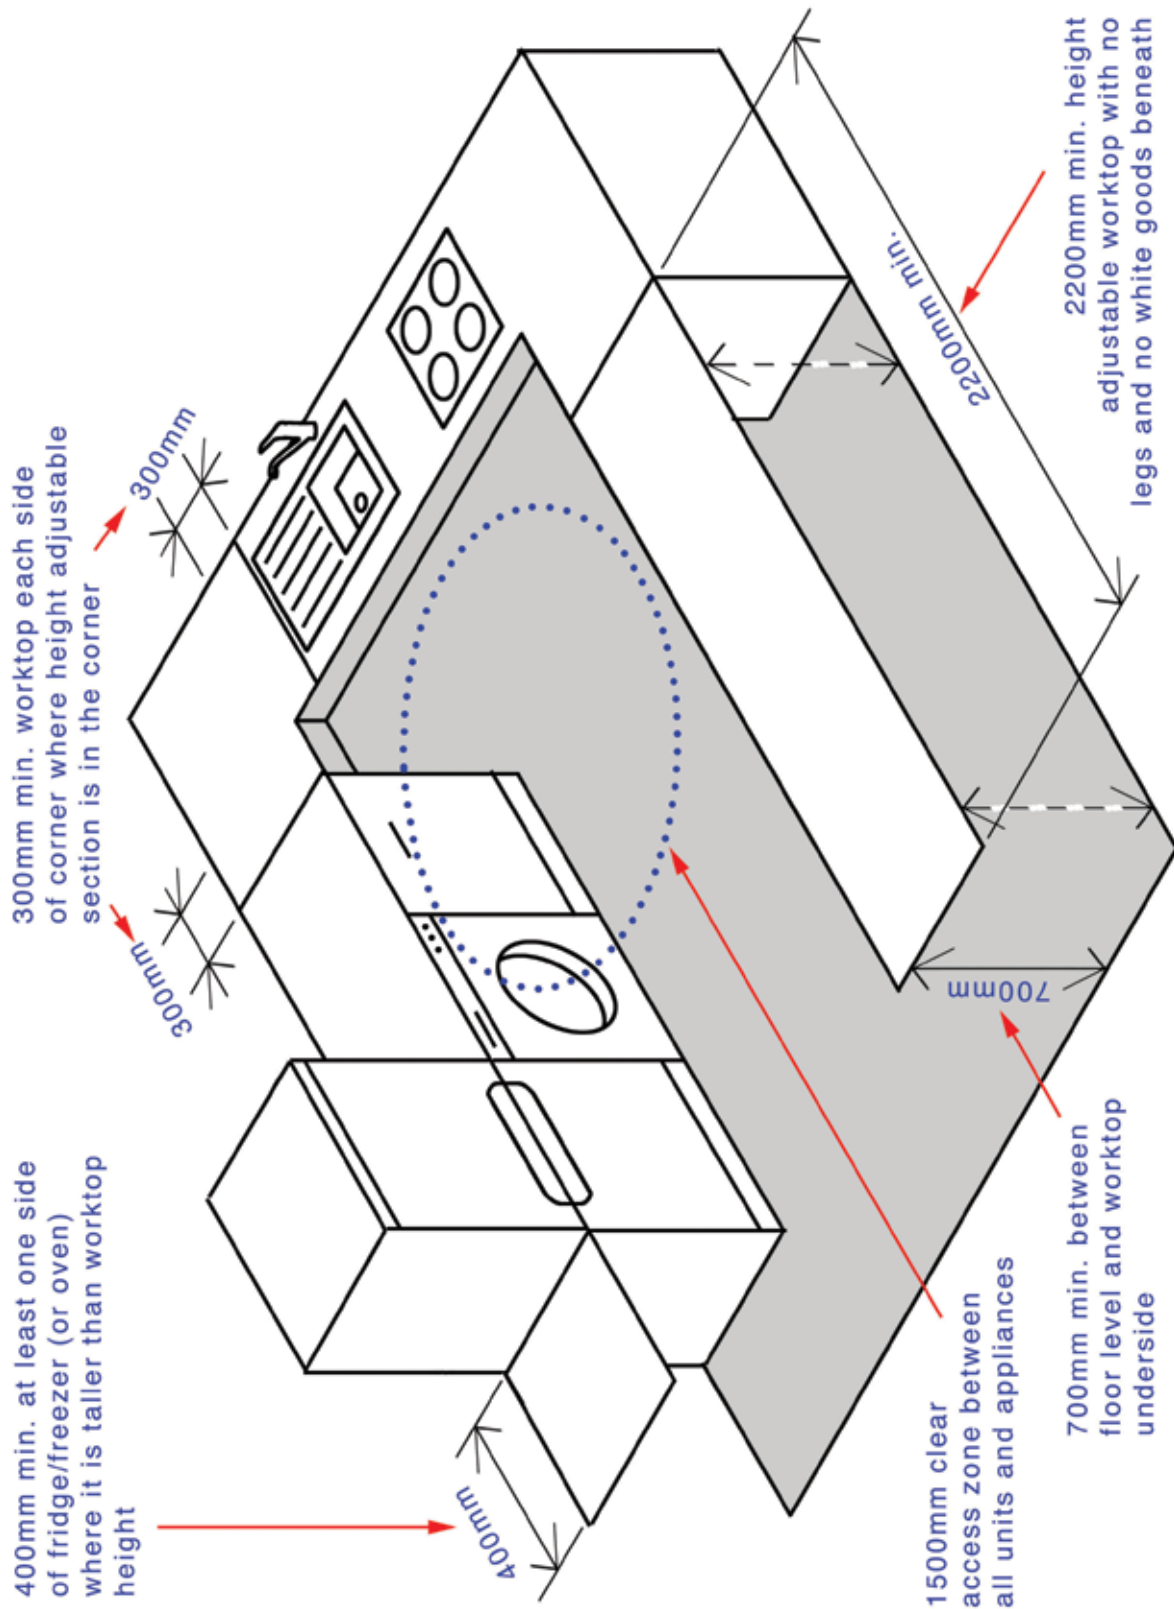 400mm min. at least one side
of fridge/freezer (or oven)
where it is taller than worktop
height
300mm min. worktop each side
of corner where height adjustable
section is in the corner
300mm
300mm
400mm
2200mm min.
700mm
1500mm clear
access zone between
all units and appliances
700mm min. between
floor level and worktop
underside
2200mm min. height
adjustable worktop with no
legs and no white goods beneath